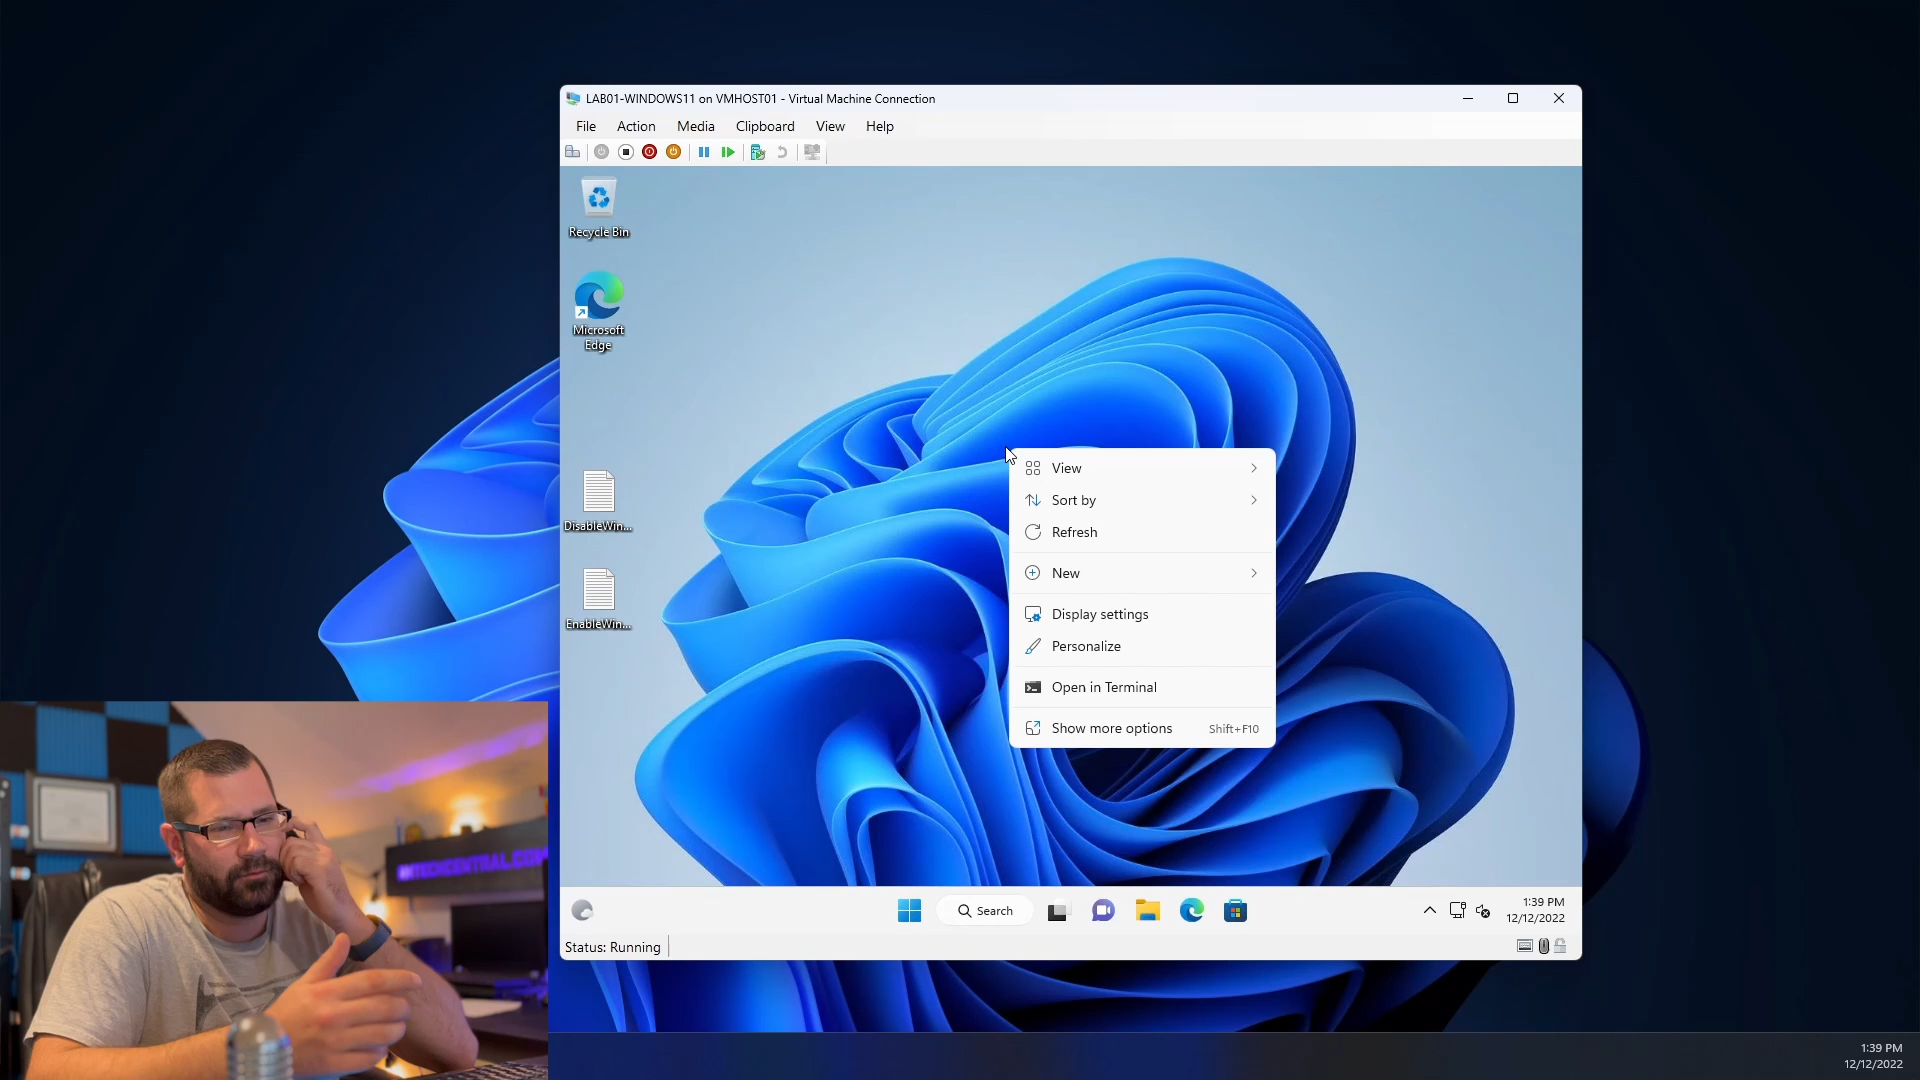 LAB01-WINDOWS11 on VMHOST01 - Virtual Machine Connection
File Action Media Clipboard View Help
Recycle Bin
Microsoft
Edge
DisableWin...
EnableWin...
View
Sort by
Refresh
New
Display settings
Personalize
Open in Terminal
Show more options Shift+F10
Search
1:39 PM
12/12/2022
Status: Running
1:39 PM
12/12/2022